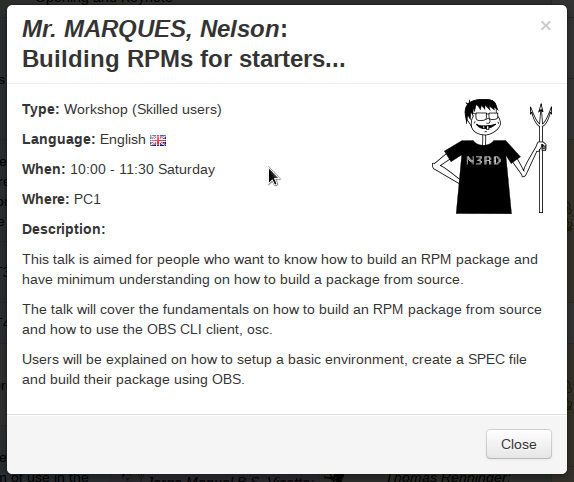 Opening and Keynote
Mr. MARQUES, Nelson:
×
Building RPMs for starters...
Type: Workshop (Skilled users)
Language: English
When: 10:00 - 11:30 Saturday
N3RD
Where: PC1
Description:
This talk is aimed for people who want to know how to build an RPM package and
have minimum understanding on how to build a package from source.
The talk will cover the fundamentals on how to build an RPM package from source
and how to use the OBS CLI client, osc.
Users will be explained on how to setup a basic environment, create a SPEC file
and build their package using OBS.
Close
or use in the
Jorge Manuel B.S. Vicetto:
Thomas Renninger: